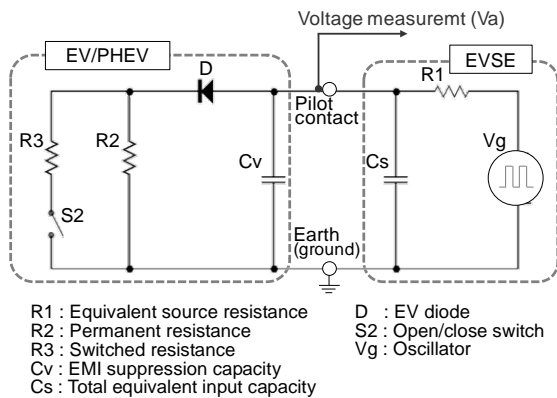 Voltage measuremt (Va)
EV/PHEV
EVSE
D
R1
Pilot
contact
R3
R2
Vg
Cv
Cs
S2
Earth
(ground)
R1 : Equivalent source resistance
R2 : Permanent resistance
R3 : Switched resistance
Cv : EMI suppression capacity
Cs : Total equivalent input capacity
D : EV diode
S2 : Open/close switch
Vg : Oscillator